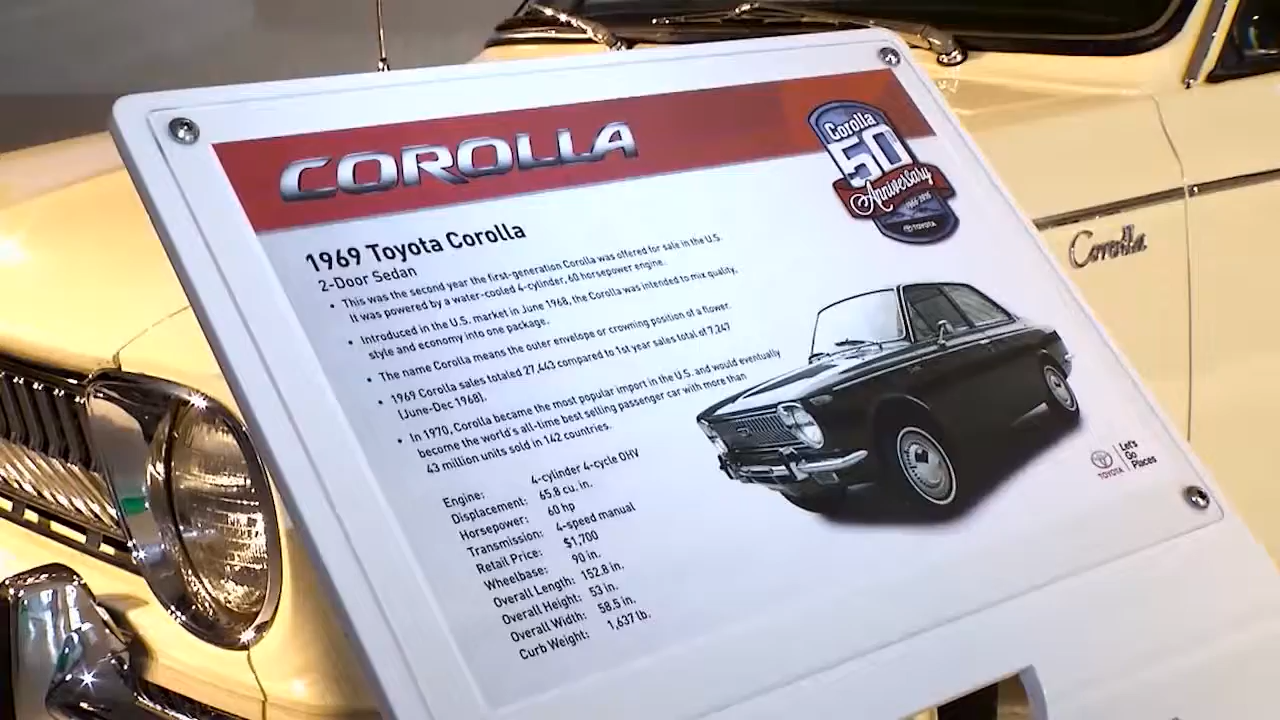 COROLLA
Corolla
50
Anniversary
1966-2016
TOYOTA
1969 Toyota Corolla
2-Door Sedan
• This was the second year the first-generation Corolla was offered for sale in the U.S.
It was powered by a water-cooled 4-cylinder, 60 horsepower engine.
• Introduced in the U.S. market in June 1968, the Corolla was intended to mix quality,
style and economy into one package.
• The name Corolla means the outer envelope or crowning position of a flower.
• 1969 Corolla sales totaled 27,443 compared to 1st year sales total of 7,247
(June-Dec 1968).
• In 1970, Corolla became the most popular import in the U.S. and would eventually
become the world's all-time best selling passenger car with more than
43 million units sold in 142 countries.
Engine: 4-cylinder 4-cycle OHV
Displacement: 65.8 cu. in.
Horsepower: 60 hp
Transmission: 4-speed manual
Retail Price: $1,700
Wheelbase: 90 in.
Overall Length: 152.8 in.
Overall Height: 53 in.
Overall Width: 58.5 in.
Curb Weight: 1,637 lb.
TOYOTA
Let's
Go
Places
Corolla